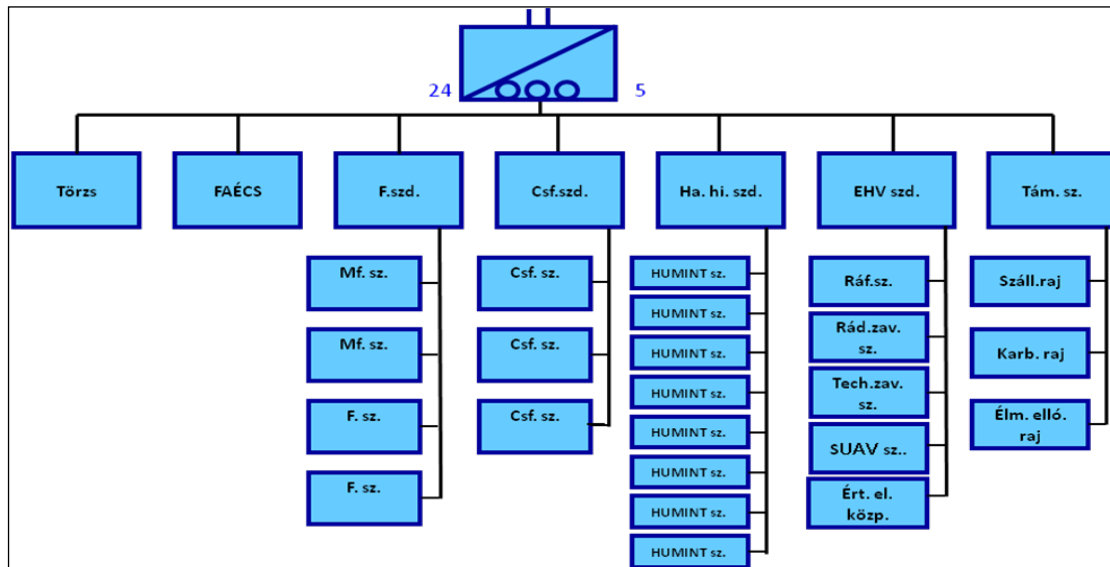 24 5
Törzs
FAÉCS
F.szd.
Csf.szd.
Ha. hi. szd.
EHV szd.
Tám. sz.
Mf. sz.
Mf. sz.
F. sz.
F. sz.
Csf. sz.
Csf. sz.
Csf. sz.
HUMINT sz.
HUMINT sz.
HUMINT sz.
HUMINT sz.
HUMINT sz.
HUMINT sz.
HUMINT sz.
HUMINT sz.
Ráf.sz.
Rád.zav.
sz.
Tech.zav.
sz.
SUAV sz..
Ért. el.
közp.
Száll.raj
Karb. raj
Élm. elló.
raj